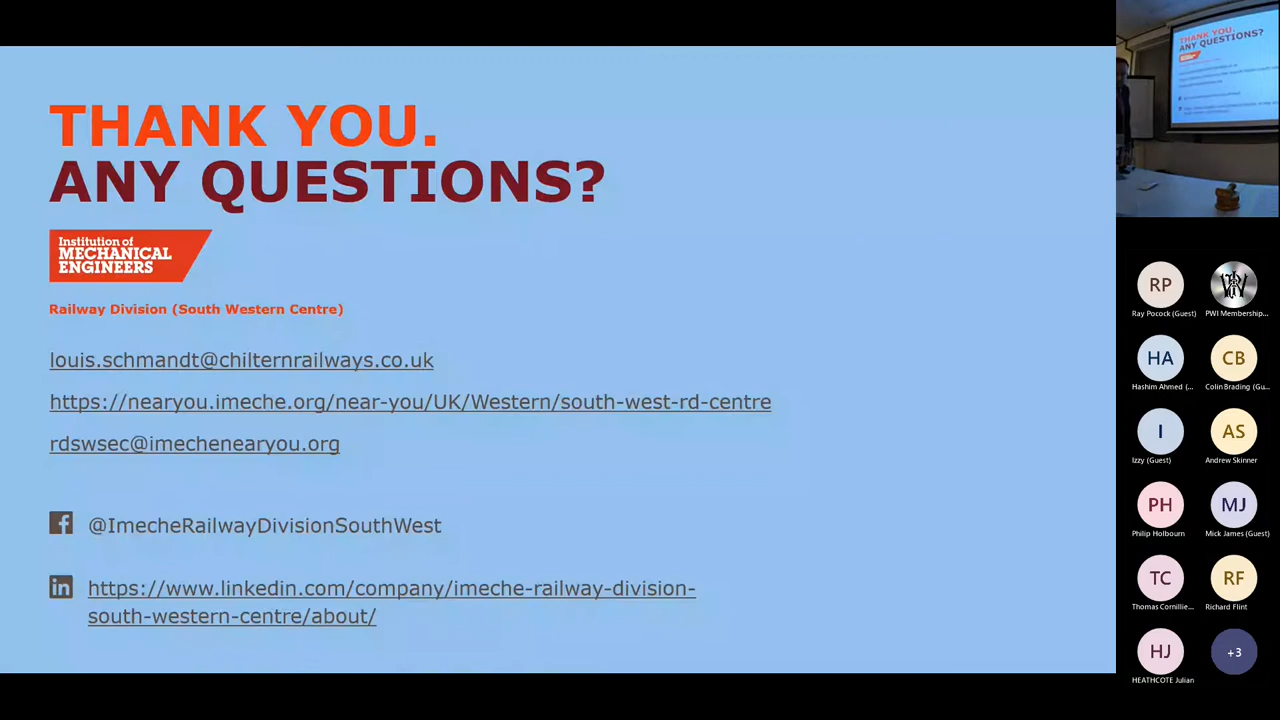 THANK YOU.
ANY QUESTIONS?
Institution of
MECHANICAL
ENGINEERS
Railway Division (South Western Centre)
louis.schmandt@chilternrailways.co.uk
https://nearyou.imeche.org/near-you/UK/Western/south-west-rd-centre
rdswsec@imechenearyou.org
@ImecheRailwayDivisionSouthWest
https://www.linkedin.com/company/imeche-railway-division-
south-western-centre/about/
THANK YOU.
ANY QUESTIONS?
RP
Ray Pocock (Guest)
PWI Membership...
HA
CB
Hashim Ahmed (...
Colin Brading (Gu...
I
AS
Izzy (Guest)
Andrew Skinner
PH
MJ
Philip Holbourn
Mick James (Guest)
TC
RF
Thomas Cornillie...
Richard Flint
HJ
+3
HEATHCOTE Julian